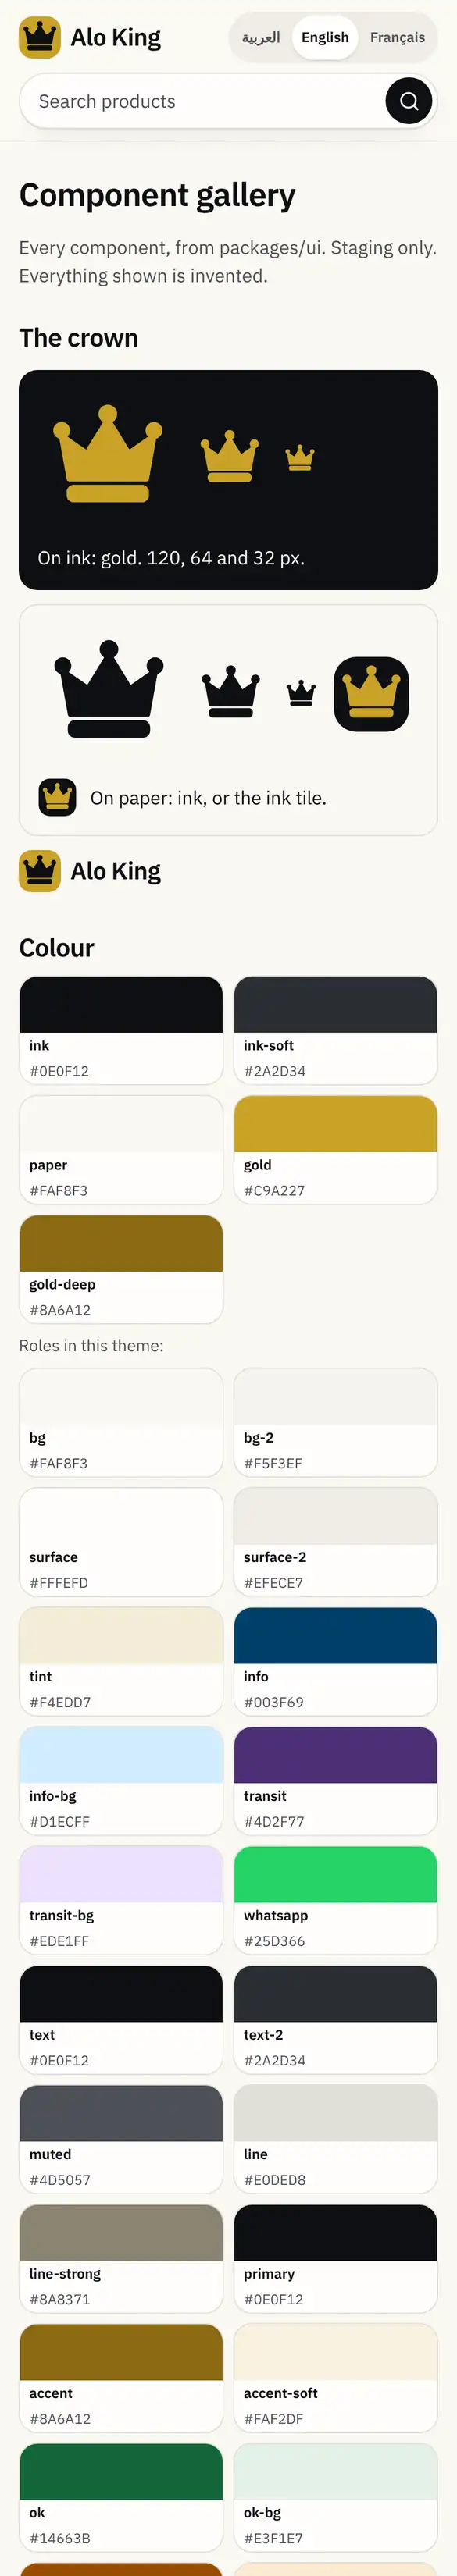 Alo King
العربية
English
Français
Search products
Component gallery
Every component, from packages/ui. Staging only.
Everything shown is invented.
The crown
On ink: gold. 120, 64 and 32 px.
On paper: ink, or the ink tile.
Alo King
Colour
ink
#0E0F12
ink-soft
#2A2D34
paper
#FAF8F3
gold
#C9A227
gold-deep
#8A6A12
Roles in this theme:
bg
#FAF8F3
bg-2
#F5F3EF
surface
#FFFEFD
surface-2
#EFECE7
tint
#F4EDD7
info
#003F69
info-bg
#D1ECFF
transit
#4D2F77
transit-bg
#EDE1FF
whatsapp
#25D366
text
#0E0F12
text-2
#2A2D34
muted
#4D5057
line
#E0DED8
line-strong
#8A8371
primary
#0E0F12
accent
#8A6A12
accent-soft
#FAF2DF
ok
#14663B
ok-bg
#E3F1E7